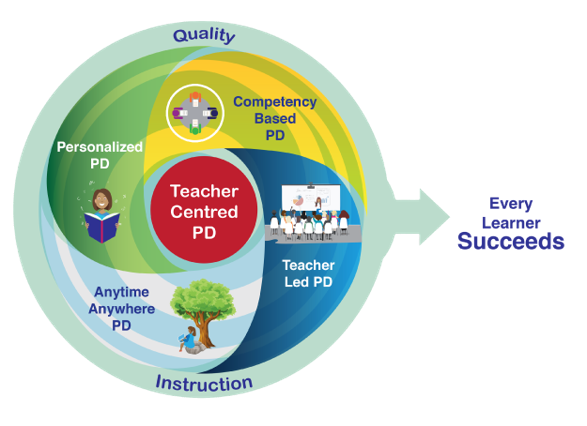 Quality
Competency
Based
PD
Personalized
PD
Teacher
Centred
PD
Every
Learner
Succeeds
Teacher
Led PD
Anytime
Anywhere
PD
Instruction